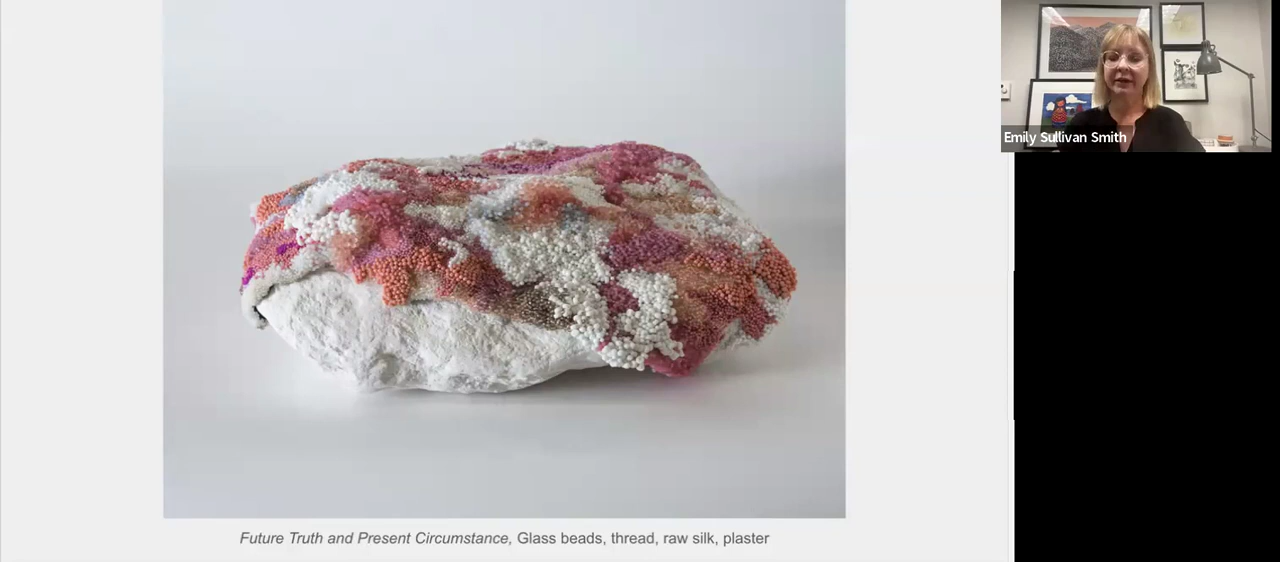 Emily Sullivan Smith
Future Truth and Present Circumstance, Glass beads, thread, raw silk, plaster